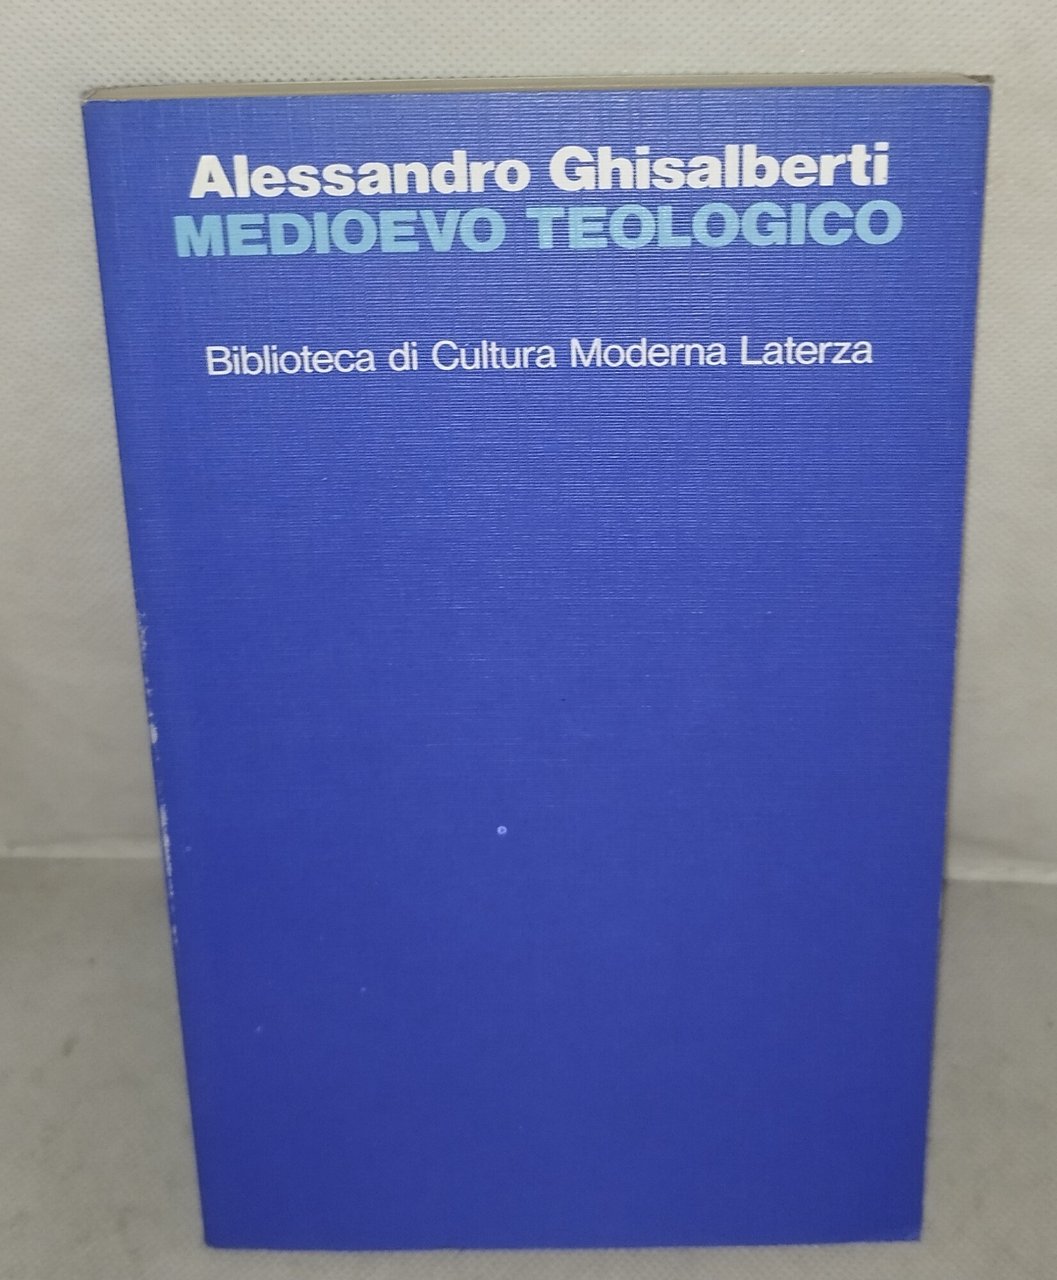 Alessandro Ghisalberti
MEDIOEVO TEOLOGICO
Biblioteca di Cultura Moderna Laterza